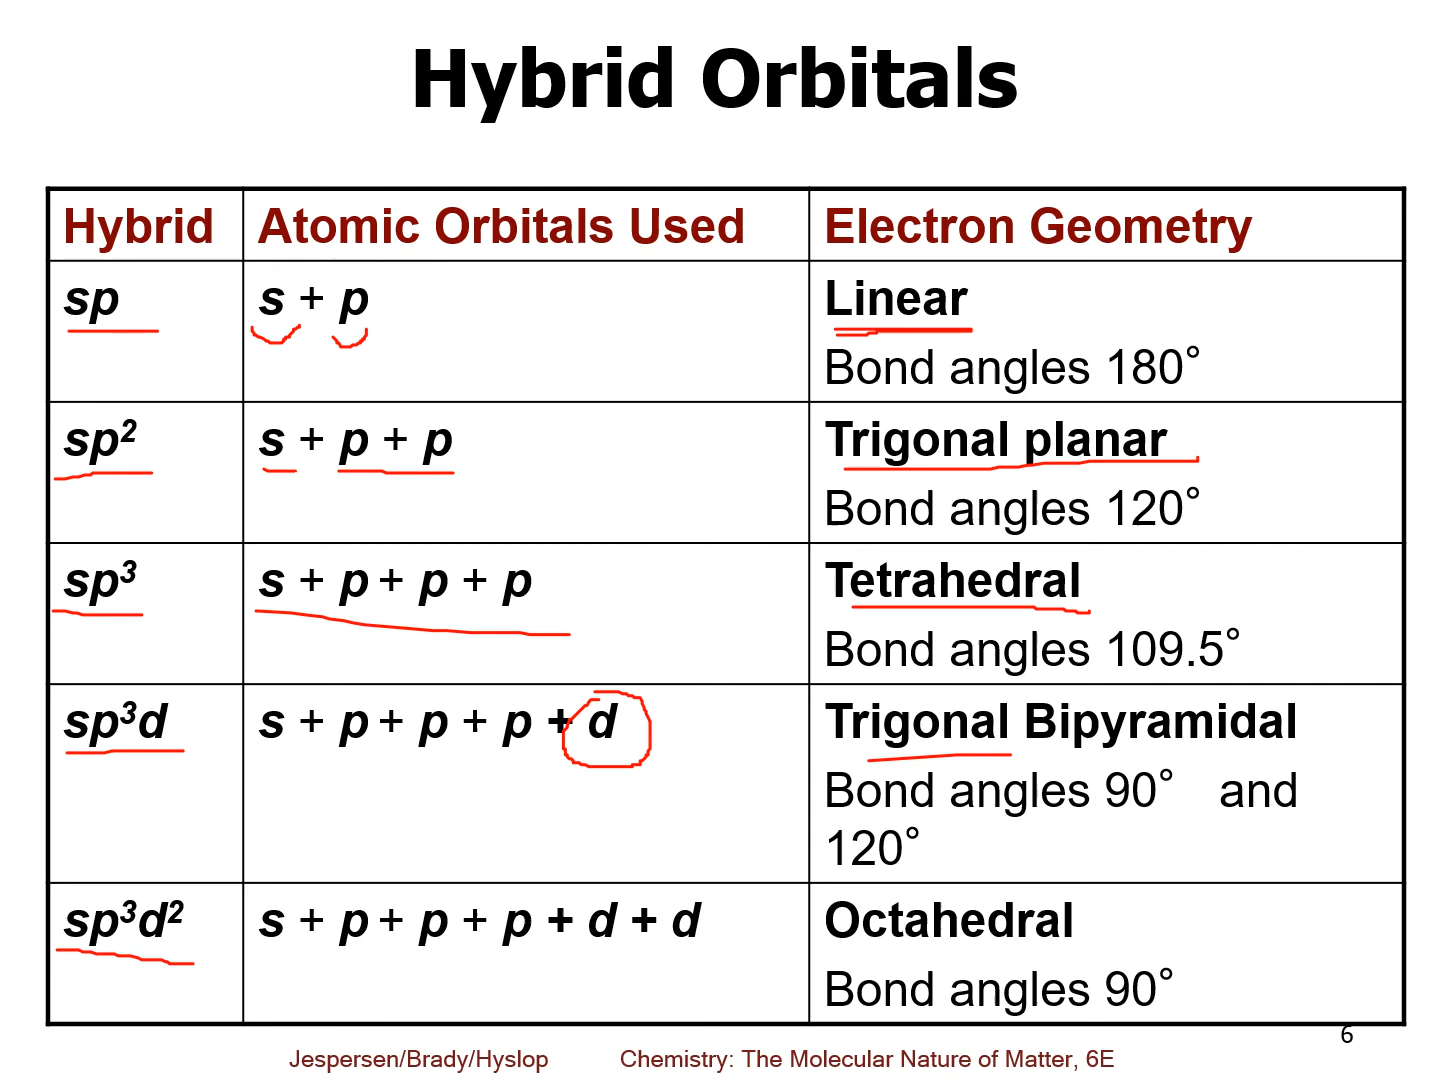 Hybrid Orbitals
Hybrid Atomic Orbitals Used Electron Geometry
sp s + p Linear
Bond angles 180°
sp² s + p + p Trigonal planar
Bond angles 120°
sp³ s + p + p + p Tetrahedral
Bond angles 109.5°
sp³d s + p + p + p + d Trigonal Bipyramidal
Bond angles 90° and
120°
sp³d² s + p + p + p + d + d Octahedral
Bond angles 90°
6
Jespersen/Brady/Hyslop Chemistry: The Molecular Nature of Matter, 6E